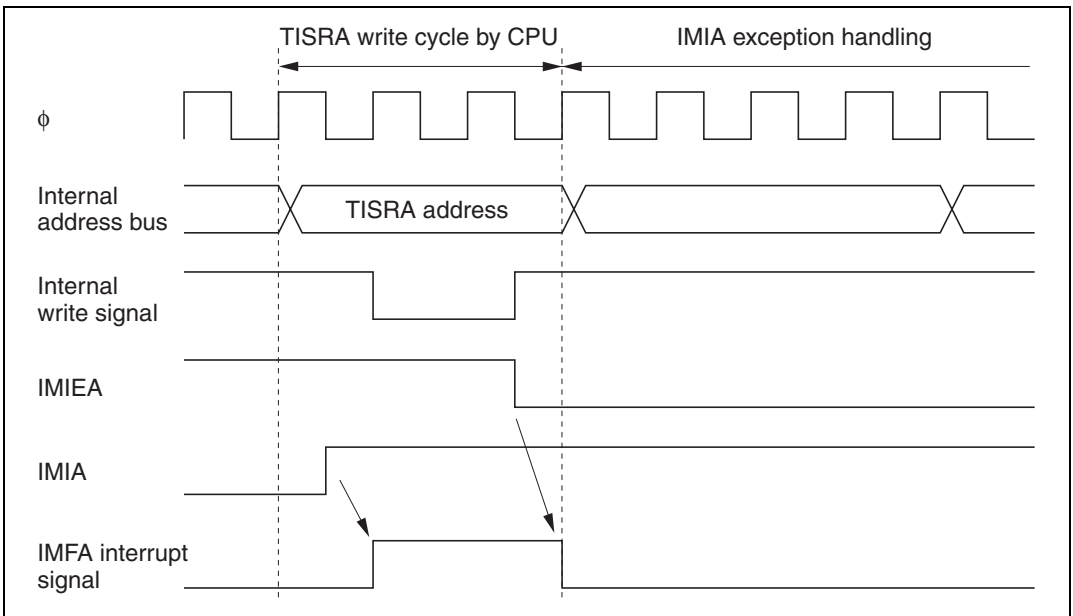 TISRA write cycle by CPU
IMIA exception handling
ϕ
Internal
address bus
TISRA address
Internal
write signal
IMIEA
IMIA
IMFA interrupt
signal